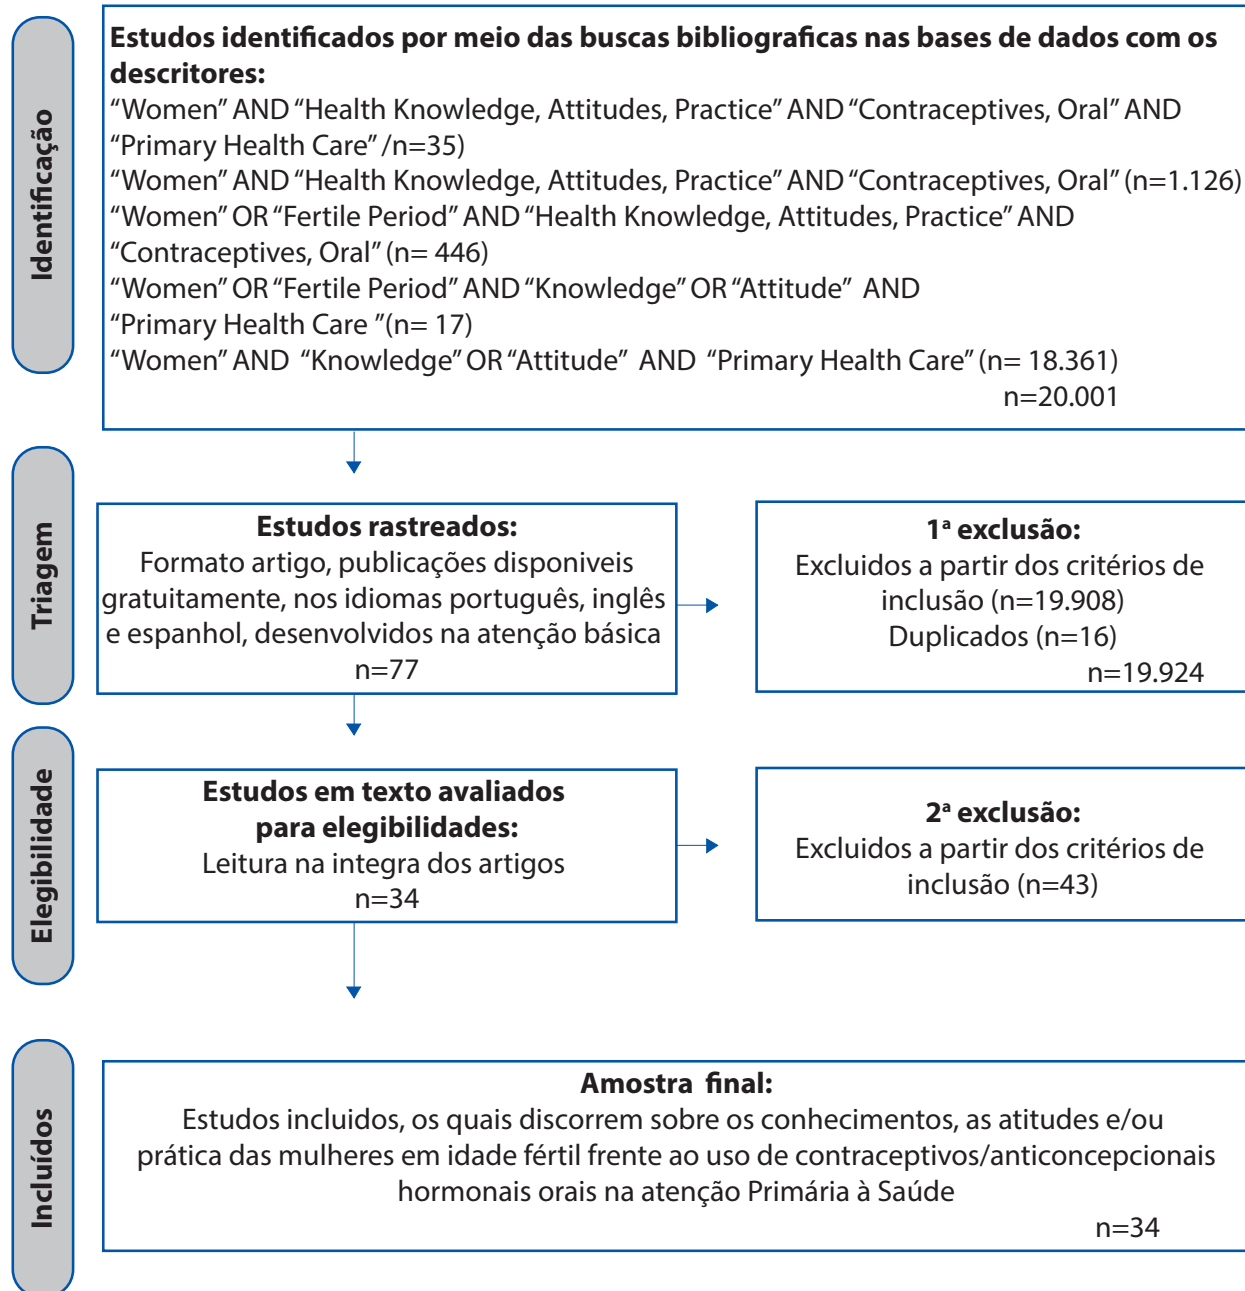 Identificação
Estudos identificados por meio das buscas bibliograficas nas bases de dados com os
descritores:
“Women” AND “Health Knowledge, Attitudes, Practice” AND “Contraceptives, Oral” AND
“Primary Health Care” /n=35)
“Women” AND “Health Knowledge, Attitudes, Practice” AND “Contraceptives, Oral” (n=1.126)
“Women” OR “Fertile Period” AND “Health Knowledge, Attitudes, Practice” AND
“Contraceptives, Oral” (n= 446)
“Women” OR “Fertile Period” AND “Knowledge” OR “Attitude” AND
“Primary Health Care ”(n= 17)
“Women” AND “Knowledge” OR “Attitude” AND “Primary Health Care” (n= 18.361)
n=20.001
Triagem
Estudos rastreados:
Formato artigo, publicações disponiveis
gratuitamente, nos idiomas português, inglês
e espanhol, desenvolvidos na atenção básica
n=77
1ª exclusão:
Excluidos a partir dos critérios de
inclusão (n=19.908)
Duplicados (n=16)
n=19.924
Elegibilidade
Estudos em texto avaliados
para elegibilidades:
Leitura na integra dos artigos
n=34
2ª exclusão:
Excluidos a partir dos critérios de
inclusão (n=43)
Incluídos
Amostra final:
Estudos incluidos, os quais discorrem sobre os conhecimentos, as atitudes e/ou
prática das mulheres em idade fértil frente ao uso de contraceptivos/anticoncepcionais
hormonais orais na atenção Primária à Saúde
n=34